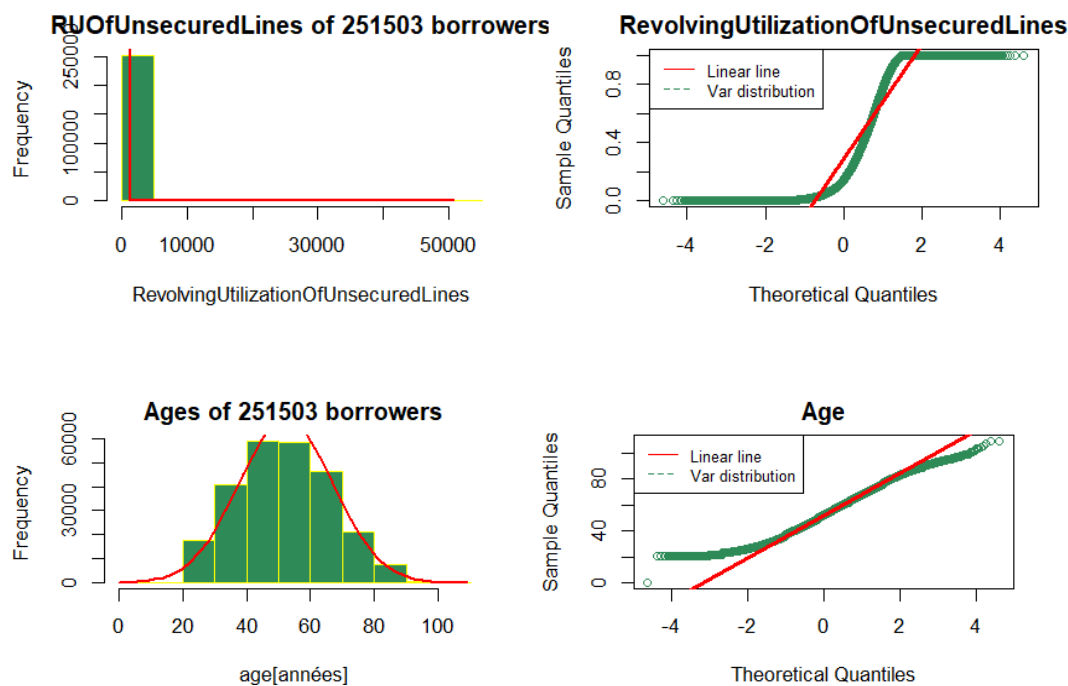 RUOfUnsecuredLines of 251503 borrowers
Frequency
0
100000
250000
0
10000
30000
50000
RevolvingUtilizationOfUnsecuredLines
RevolvingUtilizationOfUnsecuredLines
Linear line
Var distribution
Sample Quantiles
0.0
0.4
0.8
-4
-2
0
2
4
Theoretical Quantiles
Ages of 251503 borrowers
Frequency
0
30000
60000
0
20
40
60
80
100
age[années]
Age
Linear line
Var distribution
Sample Quantiles
0
40
80
-4
-2
0
2
4
Theoretical Quantiles